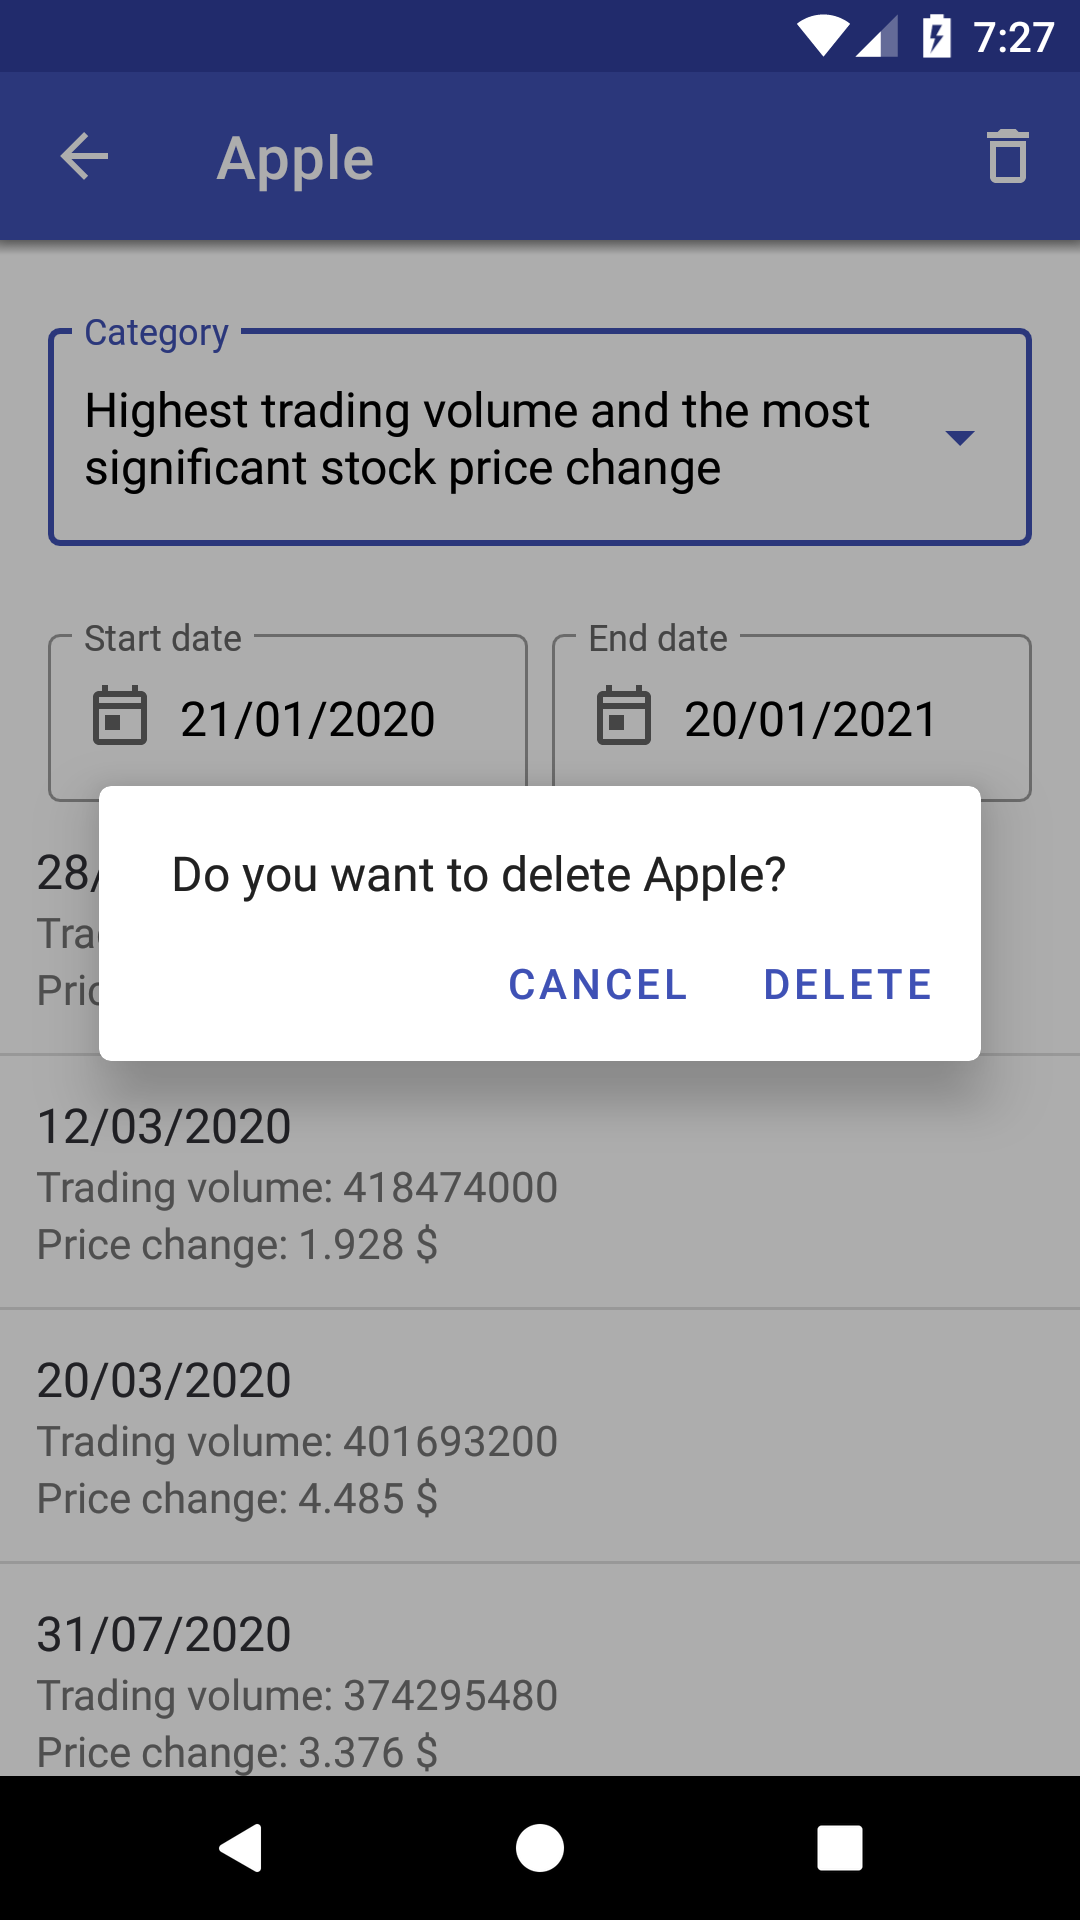 7:27
Apple
Category
Highest trading volume and the most
significant stock price change
Start date
End date
21/01/2020
20/01/2021
28/
Do you want to delete Apple?
CANCEL
DELETE
12/03/2020
Trading volume: 418474000
Price change: 1.928 $
20/03/2020
Trading volume: 401693200
Price change: 4.485 $
31/07/2020
Trading volume: 374295480
Price change: 3.376 $